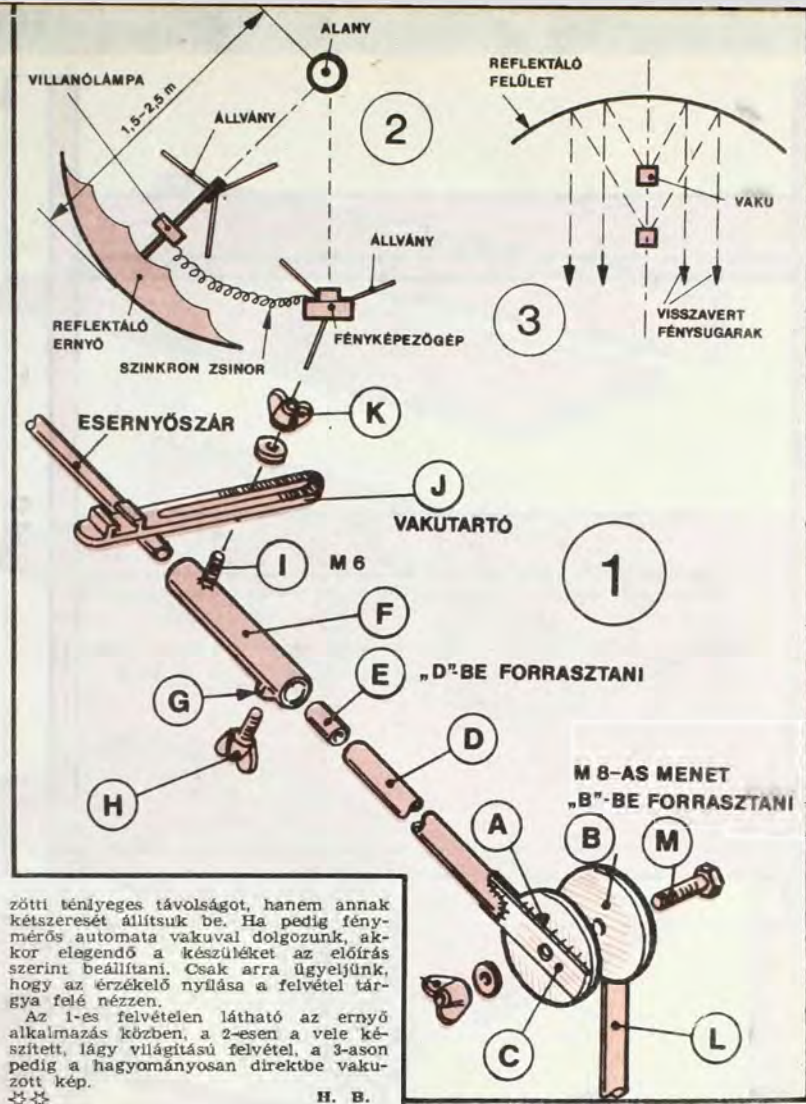 ALANY
VILLANÓLÁMPA
1,5–2,5 m
ÁLLVÁNY
2
ÁLLVÁNY
REFLEKTÁLÓ
ERNYŐ
FÉNYKÉPEZŐGÉP
SZINKRON ZSINOR
REFLEKTÁLÓ
FELÜLET
VAKU
3
VISSZAVERT
FÉNYSUGARAK
K
ESERNYŐSZÁR
J
VAKUTARTÓ
I M 6
1
F
E „D”-BE FORRASZTANI
G
D
H
M 8-AS MENET
„B”-BE FORRASZTANI
A
B
M
C
L
zötti tényleges távolságot, hanem annak
kétszeresét állítsuk be. Ha pedig fény-
mérős automata vakuval dolgozunk, ak-
kor elegendő a készüléket az előírás
szerint beállítani. Csak arra ügyeljünk,
hogy az érzékelő nyílása a felvétel tár-
gya felé nézzen.
Az 1-es felvételen látható az ernyő
alkalmazás közben, a 2-esen a vele ké-
szített, lágy világítású felvétel, a 3-ason
pedig a hagyományosan direktbe vaku-
zott kép.
H. B.